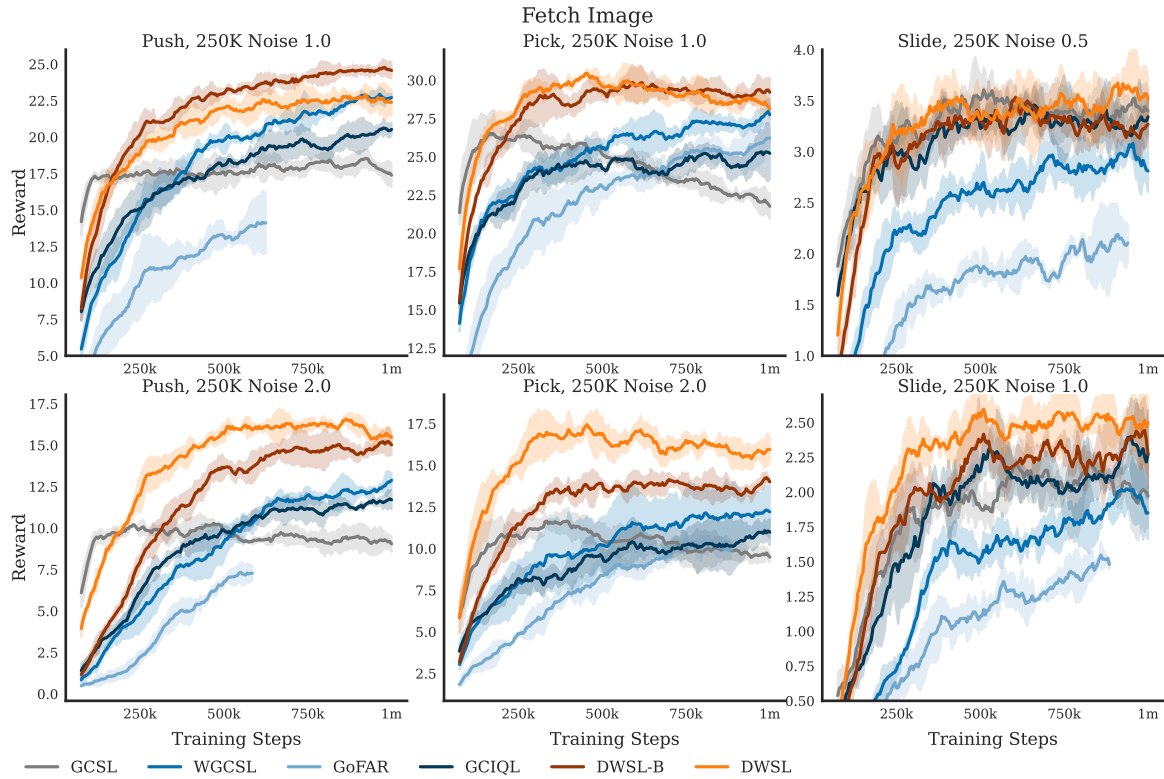 Fetch Image
Push, 250K Noise 1.0
Pick, 250K Noise 1.0
Slide, 250K Noise 0.5
Reward
25.0
22.5
20.0
17.5
15.0
12.5
10.0
7.5
5.0
250k 500k 750k 1m
30.0
27.5
25.0
22.5
20.0
17.5
15.0
12.5
250k 500k 750k 1m
4.0
3.5
3.0
2.5
2.0
1.5
1.0
250k 500k 750k 1m
Push, 250K Noise 2.0
Pick, 250K Noise 2.0
Slide, 250K Noise 1.0
Reward
17.5
15.0
12.5
10.0
7.5
5.0
2.5
0.0
250k 500k 750k 1m
Training Steps
17.5
15.0
12.5
10.0
7.5
5.0
2.5
250k 500k 750k 1m
Training Steps
2.50
2.25
2.00
1.75
1.50
1.25
1.00
0.75
0.50
250k 500k 750k 1m
Training Steps
GCSL WGCSL GoFAR GCIQL DWSL-B DWSL